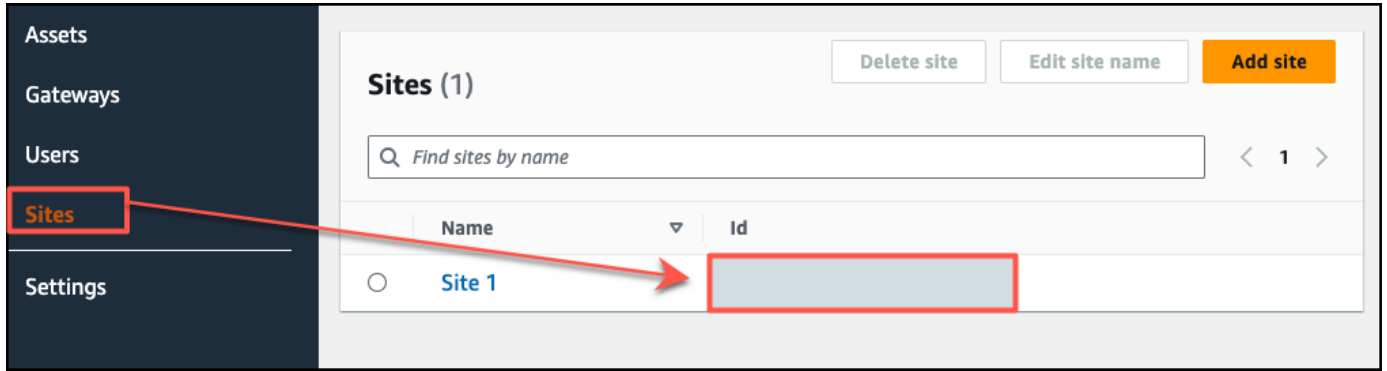 Assets
Gateways
Users
Sites
Settings
Sites (1)
Delete site
Edit site name
Add site
Find sites by name
1
Name
Id
Site 1